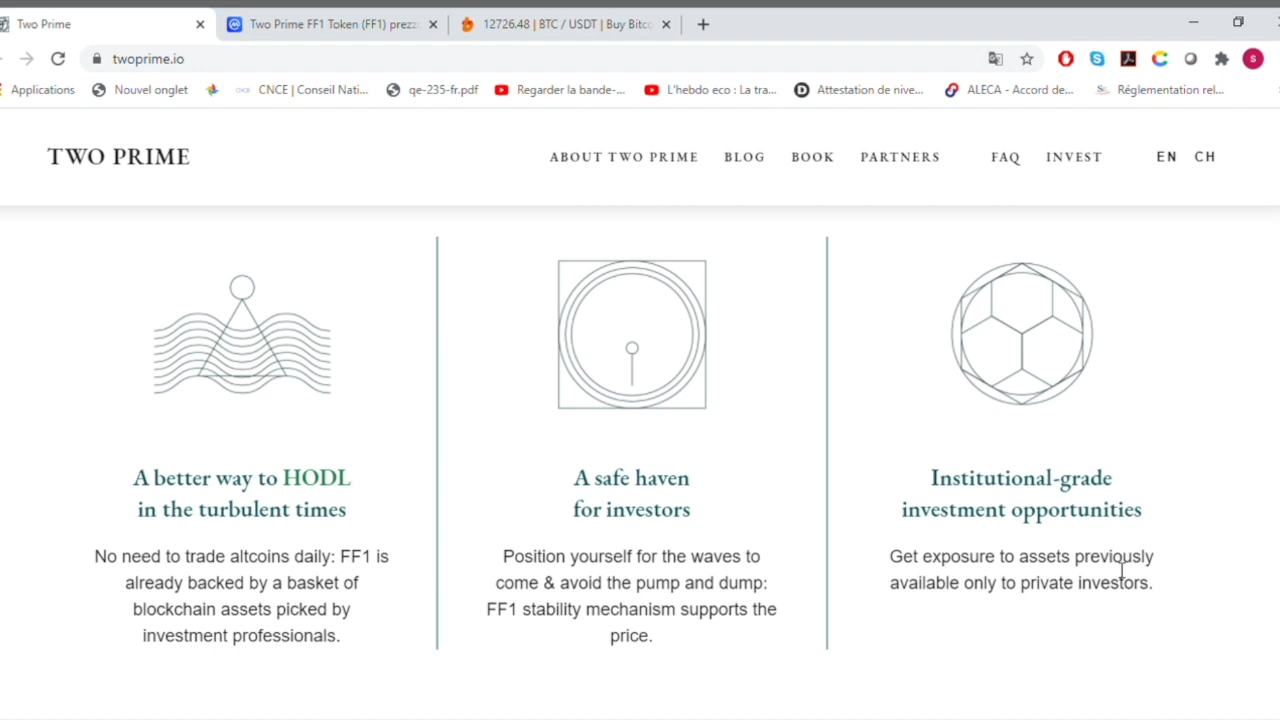 Two Prime
Two Prime FF1 Token (FF1) prezz
12726.48 | BTC / USDT | Buy Bitco
twoprime.io
S
Applications
Nouvel onglet
CNCE | Conseil Nati...
qe-235-fr.pdf
Regarder la bande-...
L'hebdo eco : La tra...
Attestation de nive...
ALECA - Accord de...
Réglementation rel...
TWO PRIME
ABOUT TWO PRIME
BLOG
BOOK
PARTNERS
FAQ
INVEST
EN
CH
A better way to HODL
in the turbulent times
No need to trade altcoins daily: FF1 is
already backed by a basket of
blockchain assets picked by
investment professionals.
A safe haven
for investors
Position yourself for the waves to
come & avoid the pump and dump:
FF1 stability mechanism supports the
price.
Institutional-grade
investment opportunities
Get exposure to assets previously
available only to private investors.